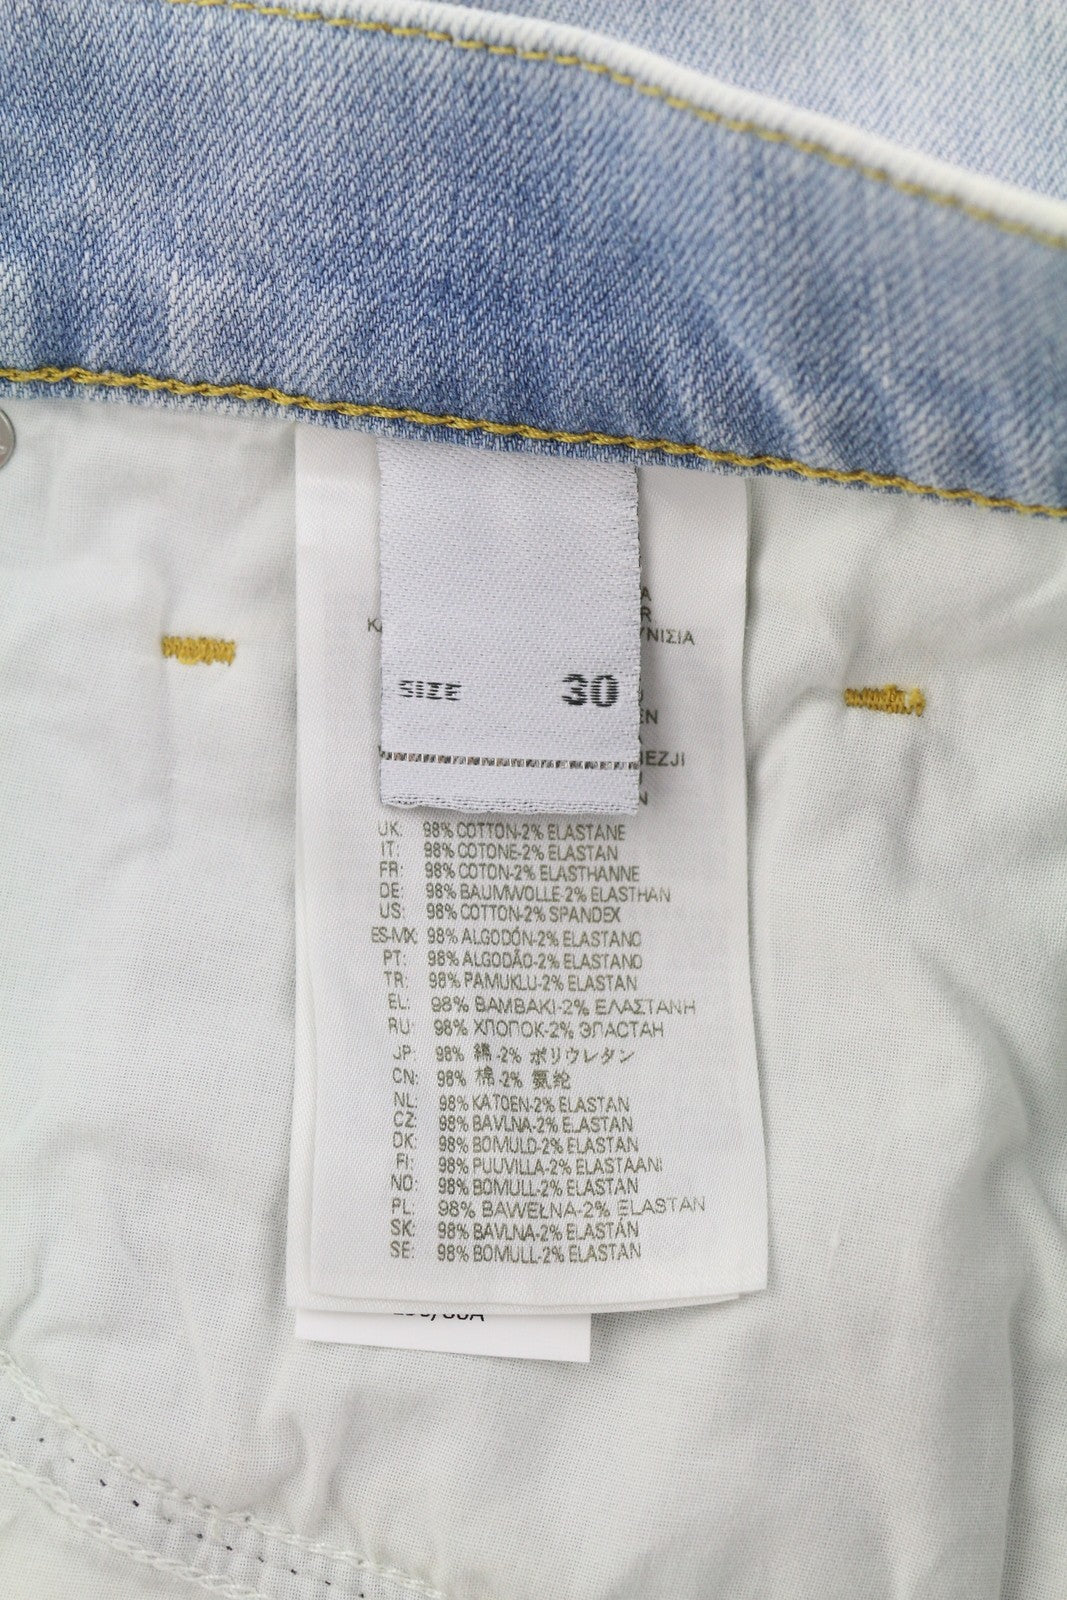 SIZE 30
ΥΝΙΣΙΑ
EN
IEZJI
UK: 98% COTTON-2% ELASTANE
IT: 98% COTONE-2% ELASTAN
FR: 98% COTON-2% ELASTHANNE
DE: 98% BAUMWOLLE-2% ELASTHAN
US: 98% COTTON-2% SPANDEX
ES-MX: 98% ALGODÓN-2% ELASTANO
PT: 98% ALGODÃO-2% ELASTANO
TR: 98% PAMUKLU-2% ELASTAN
EL: 98% ΒΑΜΒΑΚΙ-2% ΕΛΑΣΤΑΝΗ
RU: 98% ХЛОПОК-2% ЭЛАСТАН
JP: 98% 綿-2% ポリウレタン
CN: 98% 棉-2% 氨纶
NL: 98% KATOEN-2% ELASTAN
CZ: 98% BAVLNA-2% ELASTAN
DK: 98% BOMULD-2% ELASTAN
FI: 98% PUUVILLA-2% ELASTAANI
NO: 98% BOMULL-2% ELASTAN
PL: 98% BAWEŁNA-2% ELASTAN
SK: 98% BAVLNA-2% ELASTÁN
SE: 98% BOMULL-2% ELASTAN